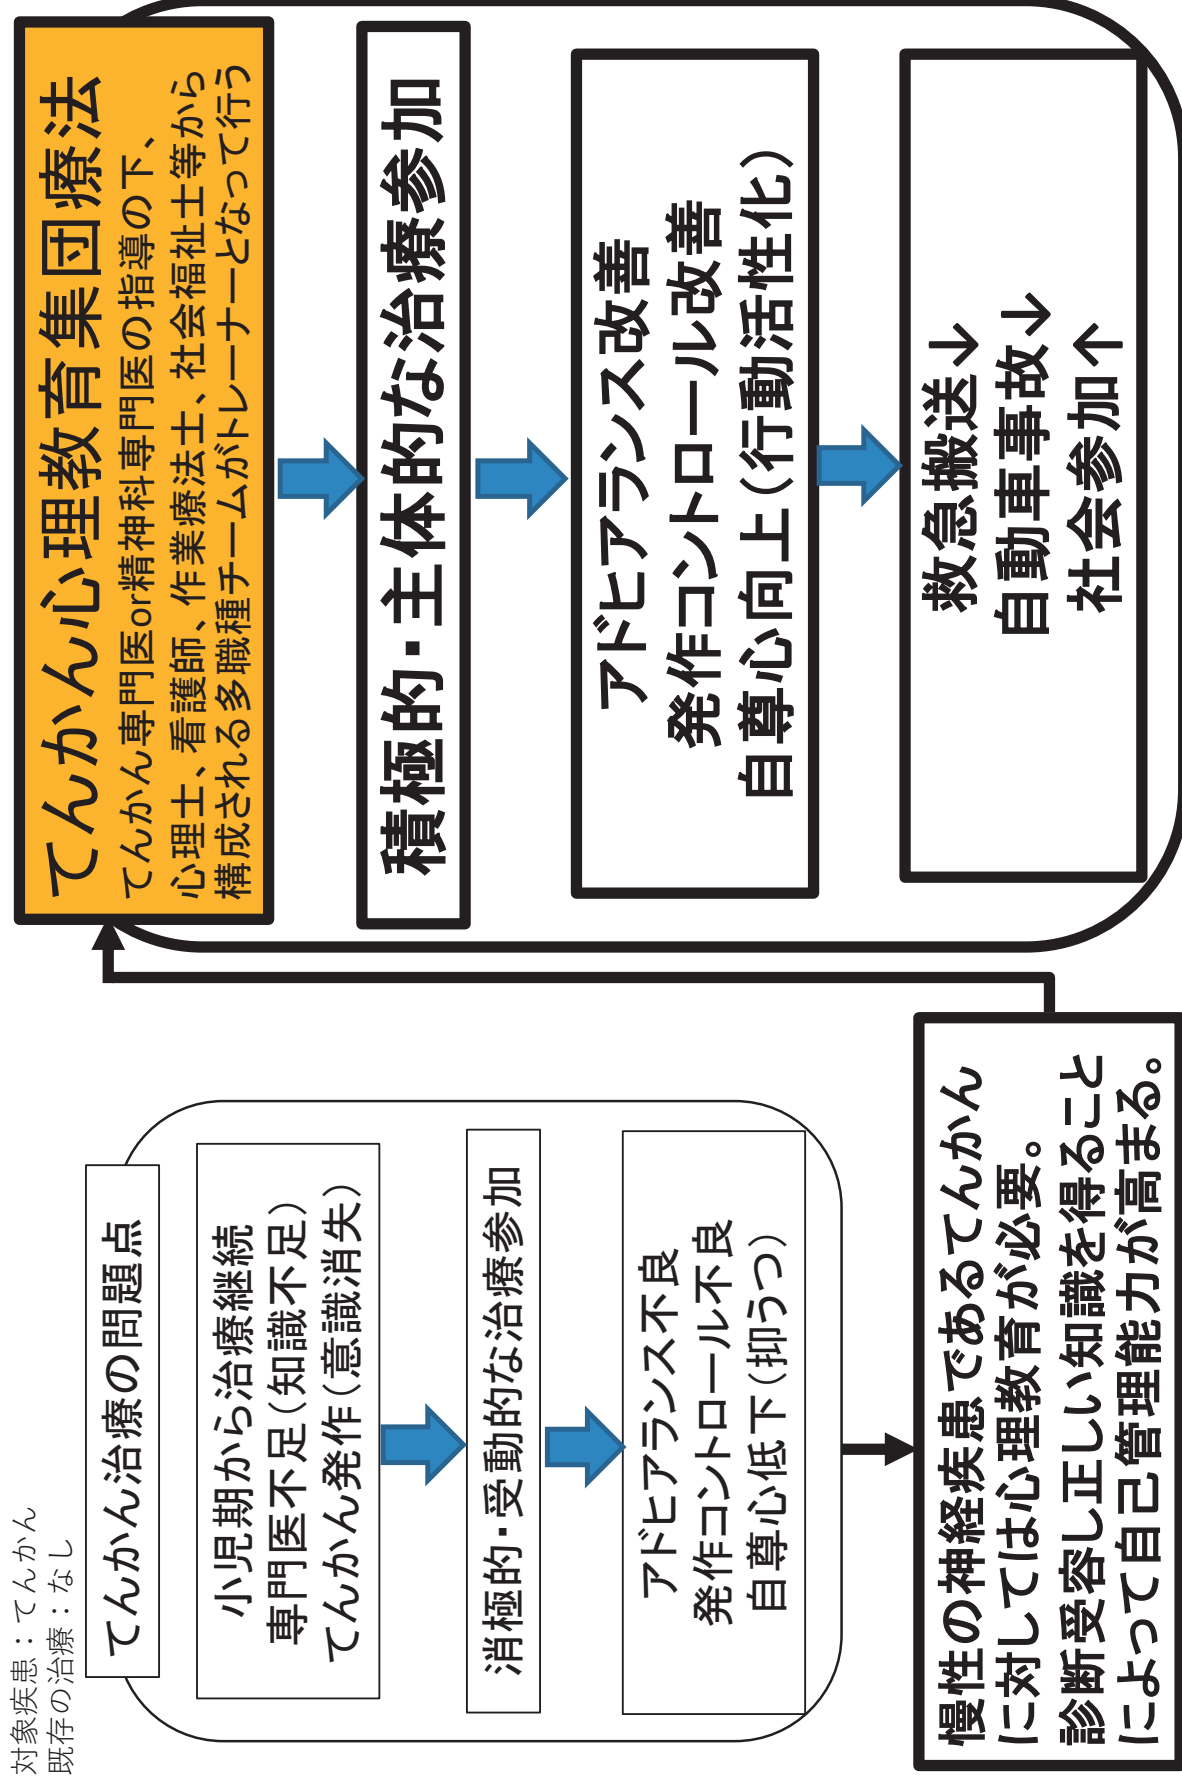 対象疾患：てんかん
既存の治療：なし
てんかん治療の問題点
小児期から治療継続
専門医不足（知識不足）
てんかん発作（意識消失）
消極的・受動的な治療参加
アドヒアランス不良
発作コントロール不良
自尊心低下（抑うつ）
慢性の神経疾患であるてんかん
に対しては心理教育が必要。
診断受容し正しい知識を得ること
によって自己管理能力が高まる。
てんかん心理教育集団療法
てんかん専門医or精神科専門医の指導の下、
心理士、看護師、作業療法士、社会福祉士等から
構成される多職種チームがトレーナーとなって行う
積極的・主体的な治療参加
アドヒアランス改善
発作コントロール改善
自尊心向上（行動活性化）
救急搬送↓
自動車事故↓
社会参加↑